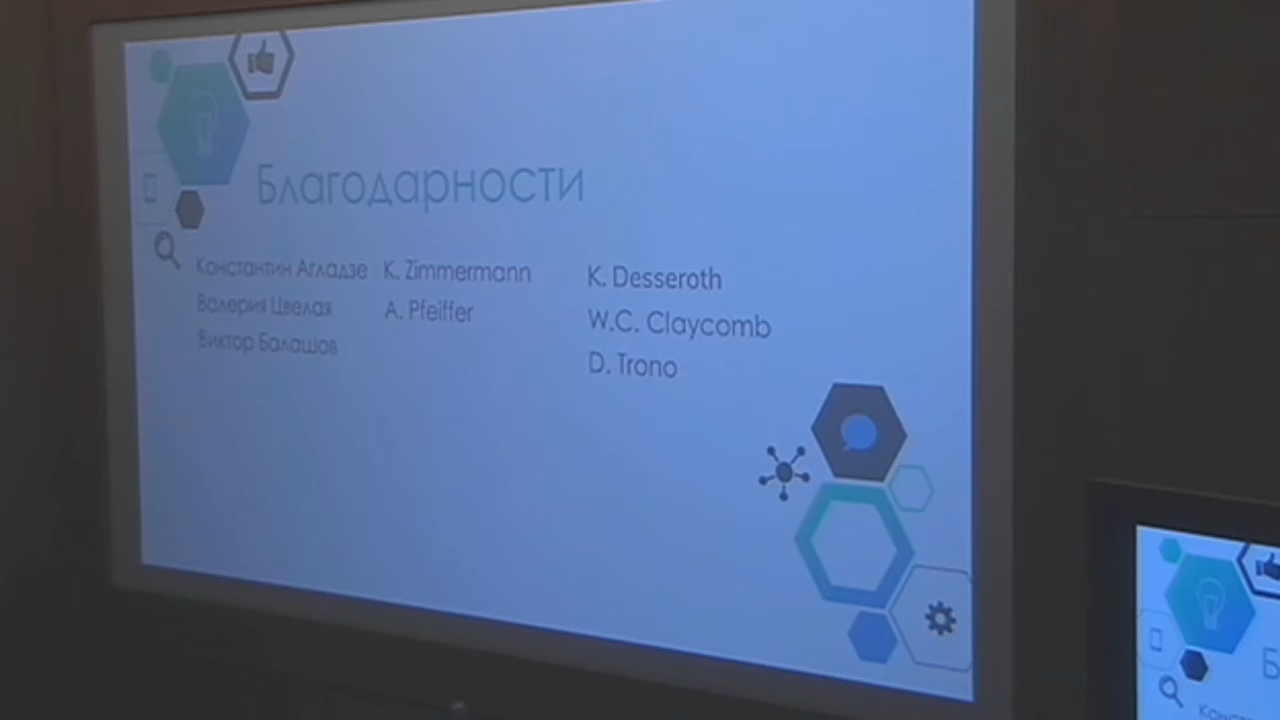 Благодарности
Константин Агладзе
Валерия Цвелая
Виктор Балашов
K. Zimmermann
A. Pfeiffer
K. Desseroth
W.C. Claycomb
D. Trono